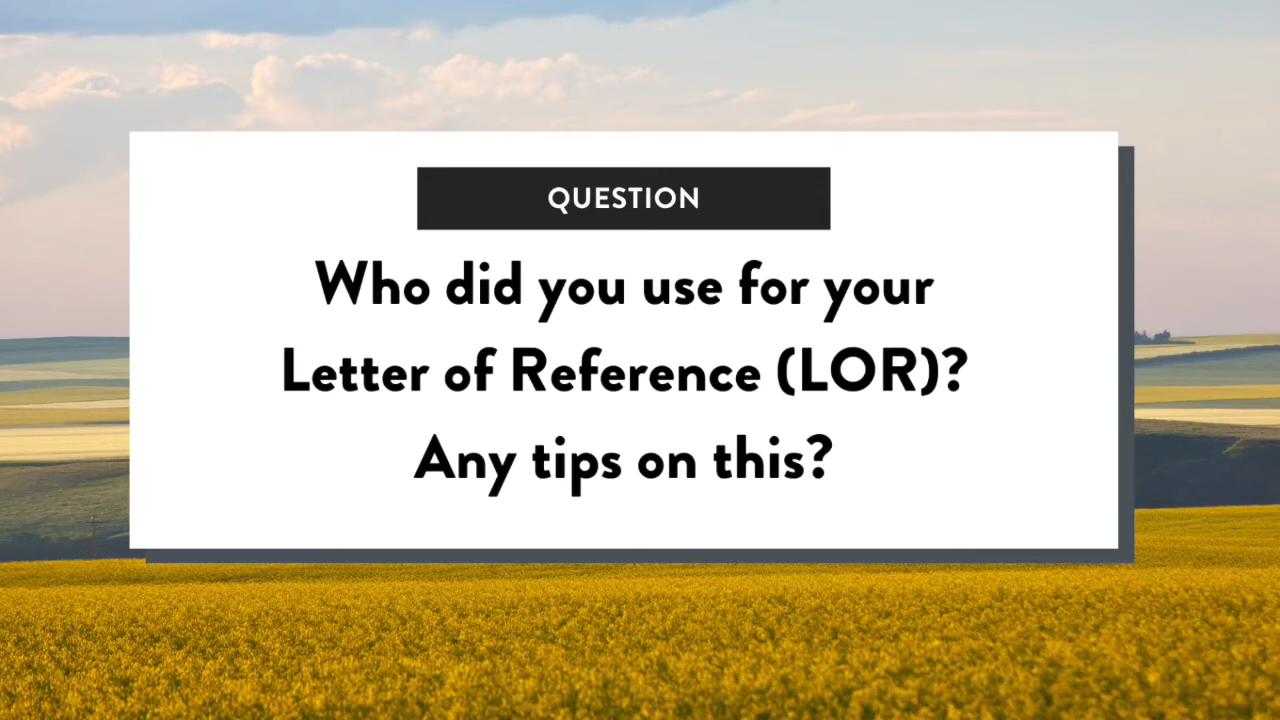 QUESTION
Who did you use for your
Letter of Reference (LOR)?
Any tips on this?